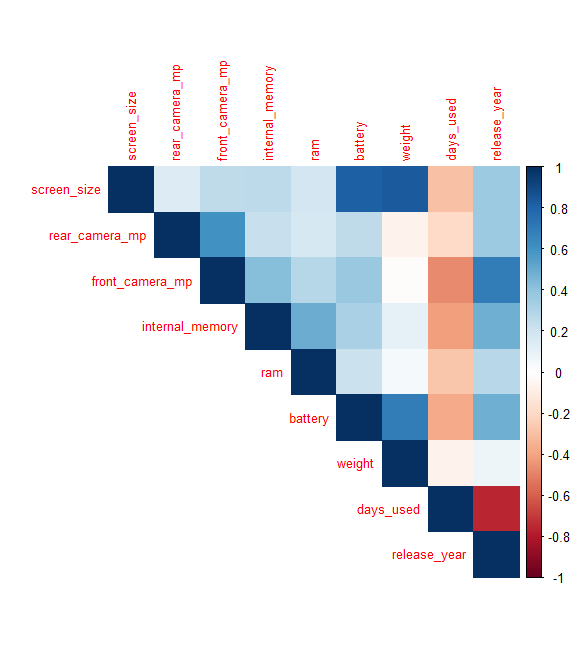 screen_size
rear_camera_mp
front_camera_mp
internal_memory
ram
battery
weight
days_used
release_year
screen_size
rear_camera_mp
front_camera_mp
internal_memory
ram
battery
weight
days_used
release_year
1
0.8
0.6
0.4
0.2
0
-0.2
-0.4
-0.6
-0.8
-1